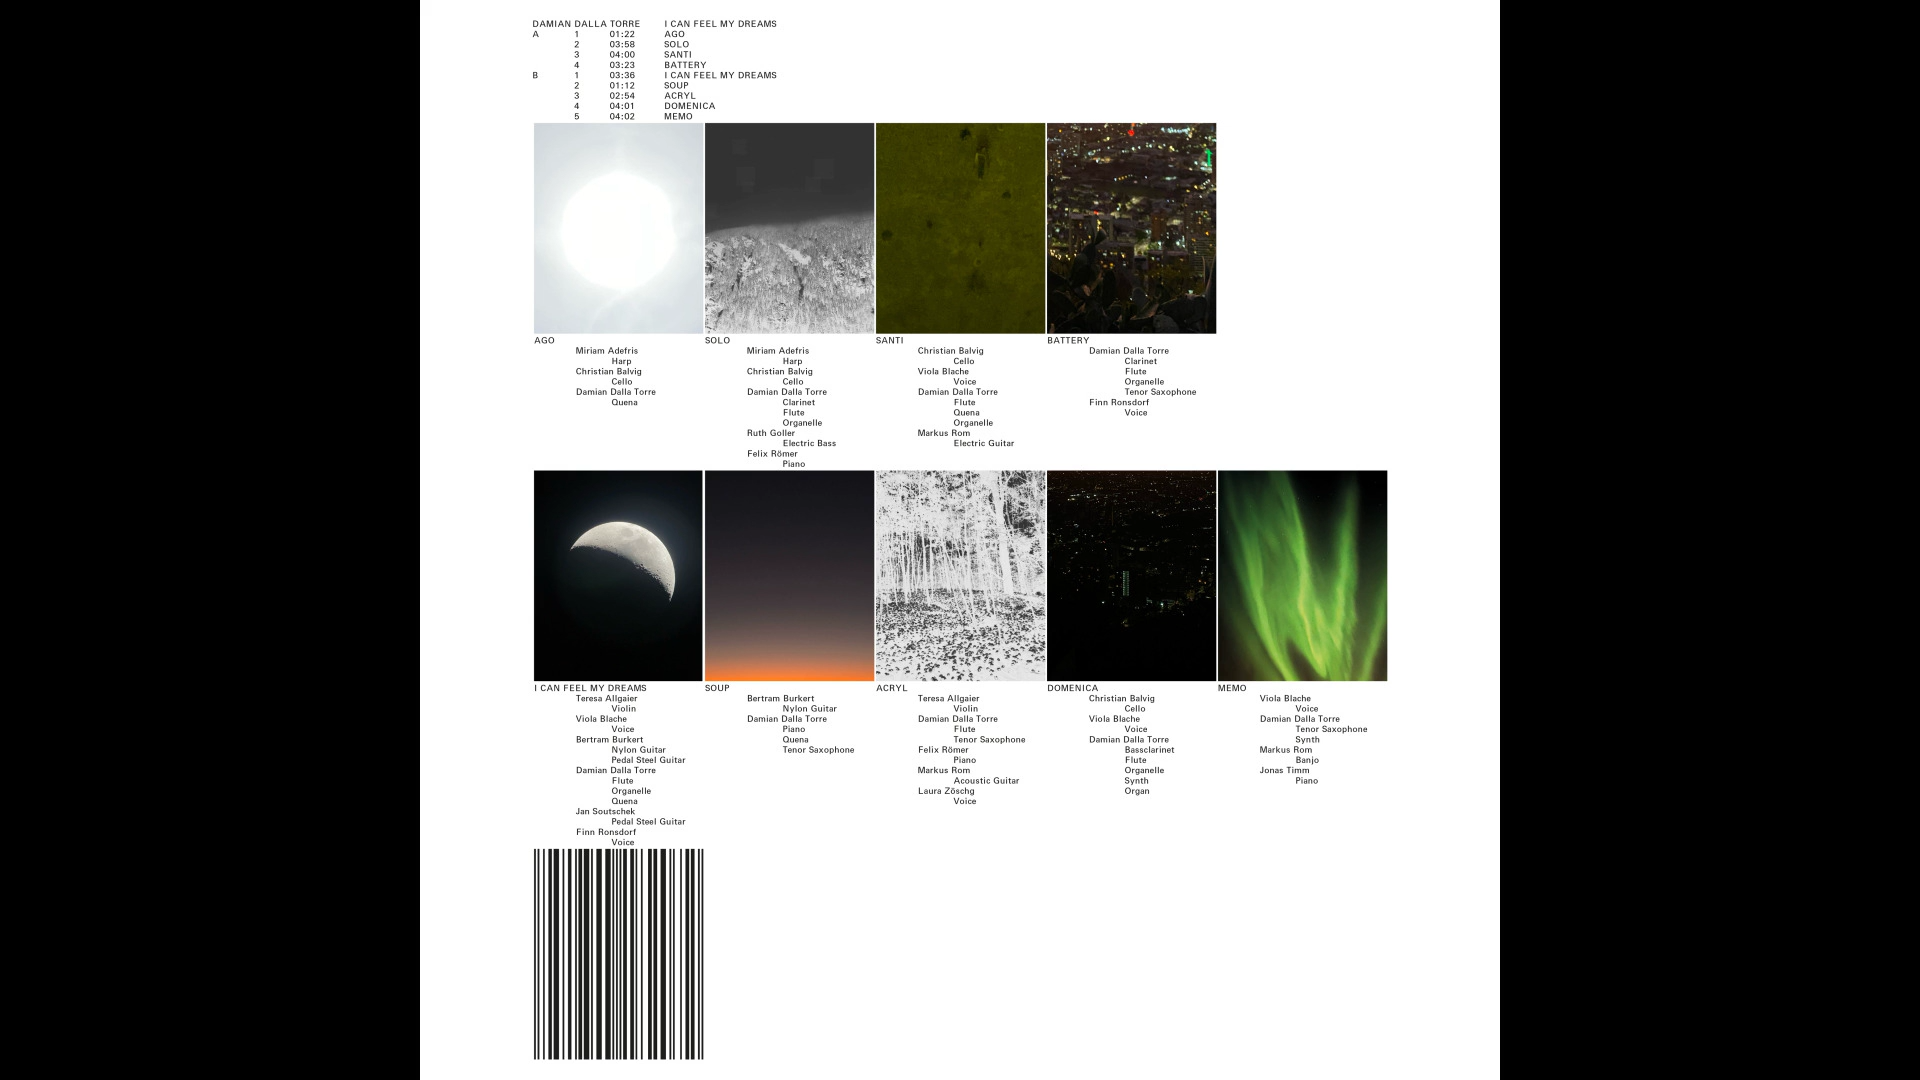 DAMIAN DALLA TORRE I CAN FEEL MY DREAMS
A 1 01:22 AGO
2 03:58 SOLO
3 04:00 SANTI
4 03:23 BATTERY
B 1 03:36 I CAN FEEL MY DREAMS
2 01:12 SOUP
3 02:54 ACRYL
4 04:01 DOMENICA
5 04:02 MEMO
AGO
Miriam Adefris
Harp
Christian Balvig
Cello
Damian Dalla Torre
Quena
SOLO
Miriam Adefris
Harp
Christian Balvig
Cello
Damian Dalla Torre
Clarinet
Flute
Organelle
Ruth Goller
Electric Bass
Felix Römer
Piano
SANTI
Christian Balvig
Cello
Viola Blache
Voice
Damian Dalla Torre
Flute
Quena
Organelle
Markus Rom
Electric Guitar
BATTERY
Damian Dalla Torre
Clarinet
Flute
Organelle
Tenor Saxophone
Finn Ronsdorf
Voice
I CAN FEEL MY DREAMS
Teresa Allgaier
Violin
Viola Blache
Voice
Bertram Burkert
Nylon Guitar
Pedal Steel Guitar
Damian Dalla Torre
Flute
Organelle
Quena
Jan Soutschek
Pedal Steel Guitar
Finn Ronsdorf
Voice
SOUP
Bertram Burkert
Nylon Guitar
Damian Dalla Torre
Piano
Quena
Tenor Saxophone
ACRYL
Teresa Allgaier
Violin
Damian Dalla Torre
Flute
Tenor Saxophone
Felix Römer
Piano
Markus Rom
Acoustic Guitar
Laura Zöschg
Voice
DOMENICA
Christian Balvig
Cello
Viola Blache
Voice
Damian Dalla Torre
Bassclarinet
Flute
Organelle
Synth
Organ
MEMO
Viola Blache
Voice
Damian Dalla Torre
Tenor Saxophone
Synth
Markus Rom
Banjo
Jonas Timm
Piano